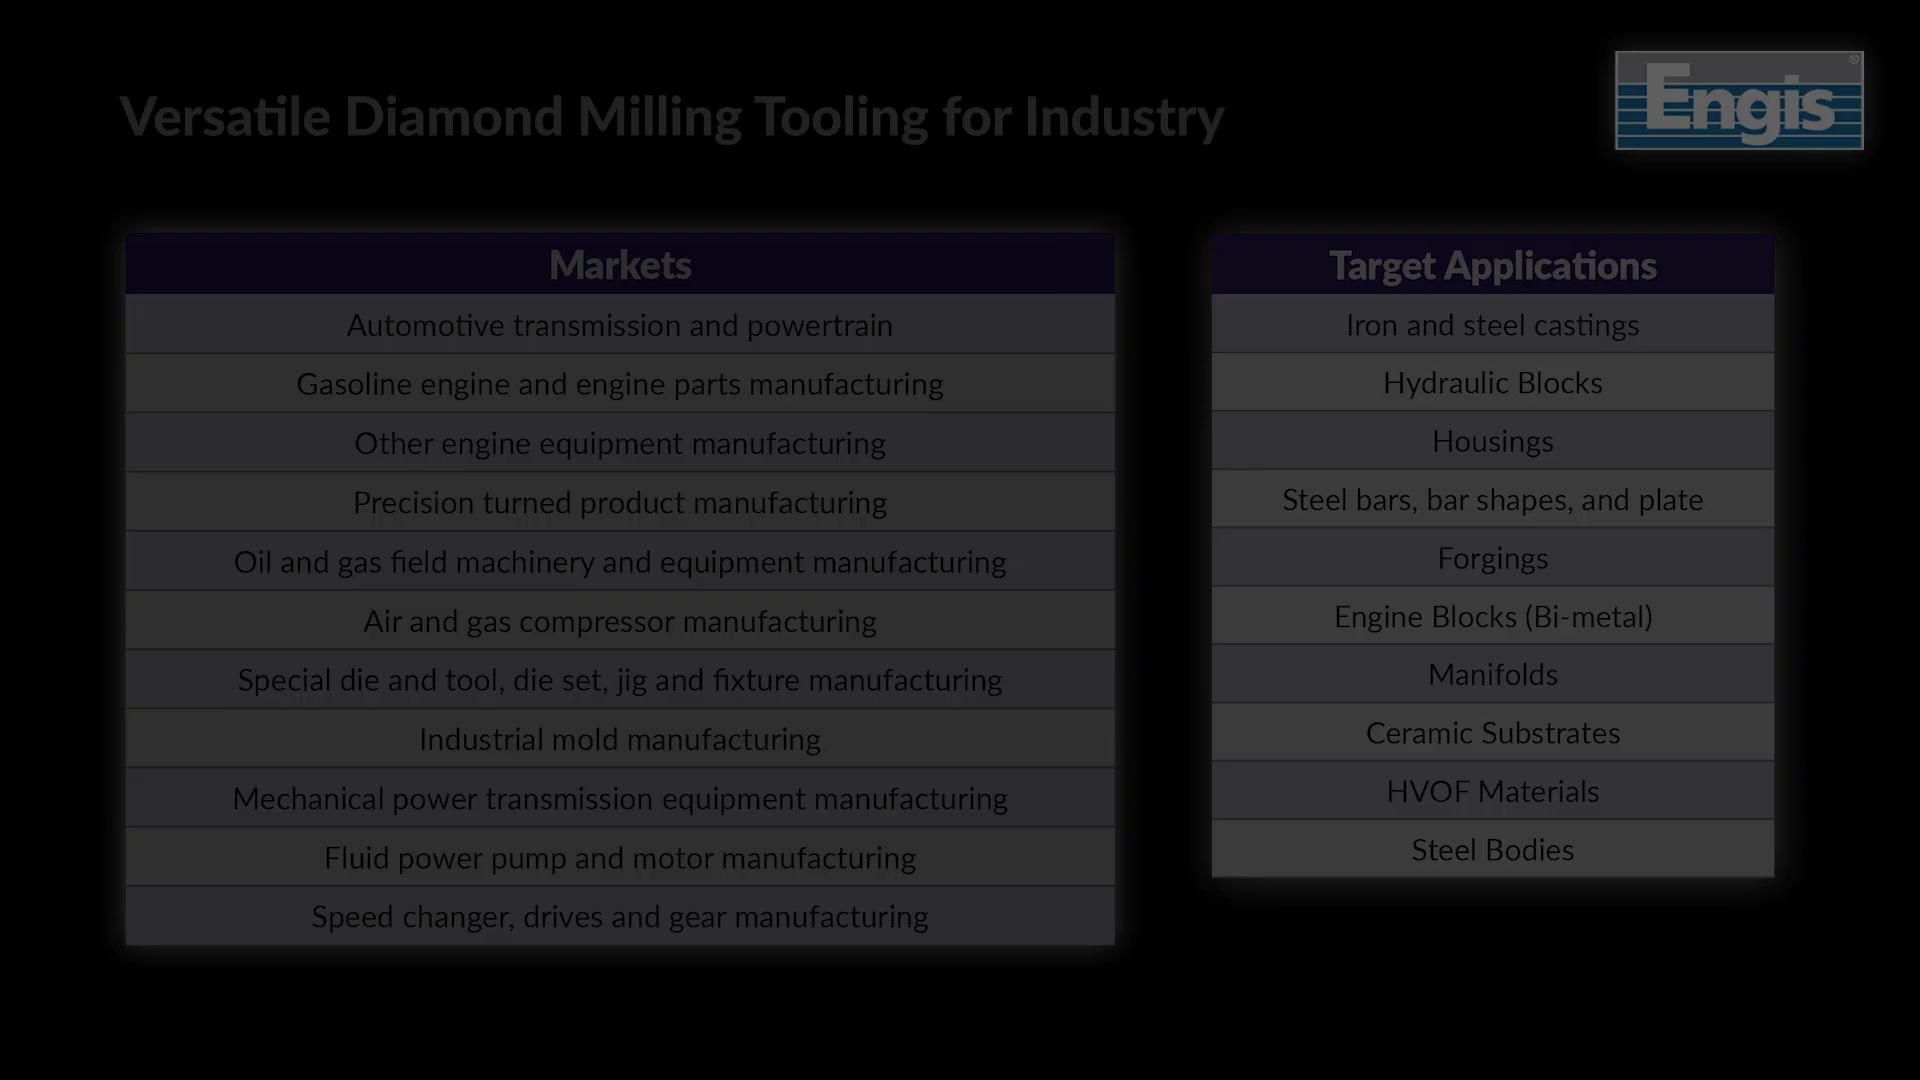 Versatile Diamond Milling Tooling for Industry
Engis®
Markets
Automotive transmission and powertrain
Gasoline engine and engine parts manufacturing
Other engine equipment manufacturing
Precision turned product manufacturing
Oil and gas field machinery and equipment manufacturing
Air and gas compressor manufacturing
Special die and tool, die set, jig and fixture manufacturing
Industrial mold manufacturing
Mechanical power transmission equipment manufacturing
Fluid power pump and motor manufacturing
Speed changer, drives and gear manufacturing
Target Applications
Iron and steel castings
Hydraulic Blocks
Housings
Steel bars, bar shapes, and plate
Forgings
Engine Blocks (Bi-metal)
Manifolds
Ceramic Substrates
HVOF Materials
Steel Bodies